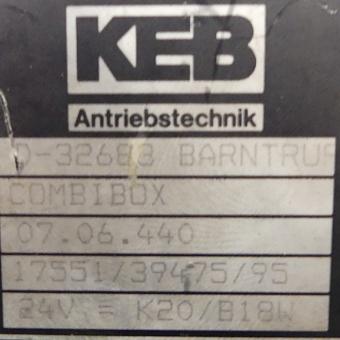 KEB
Antriebstechnik
D-32683 BARNTRUP
COMBIBOX
07.06.440
17551/39475/95
24V = K20/B18W